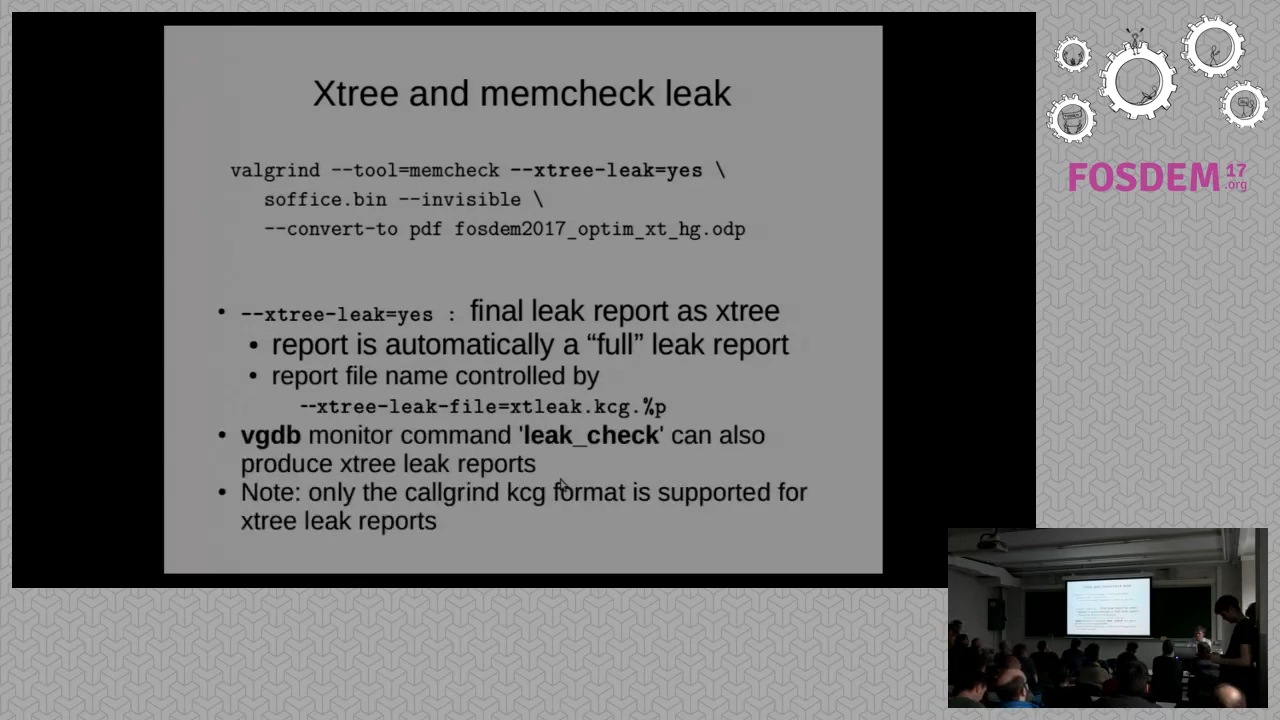 Xtree and memcheck leak
valgrind --tool=memcheck --xtree-leak=yes \
soffice.bin --invisible \
--convert-to pdf fosdem2017_optim_xt_hg.odp
• --xtree-leak=yes : final leak report as xtree
• report is automatically a “full” leak report
• report file name controlled by
--xtree-leak-file=xtleak.kcg.%p
• vgdb monitor command 'leak_check' can also
produce xtree leak reports
• Note: only the callgrind kcg format is supported for
xtree leak reports
FOSDEM 17
.org